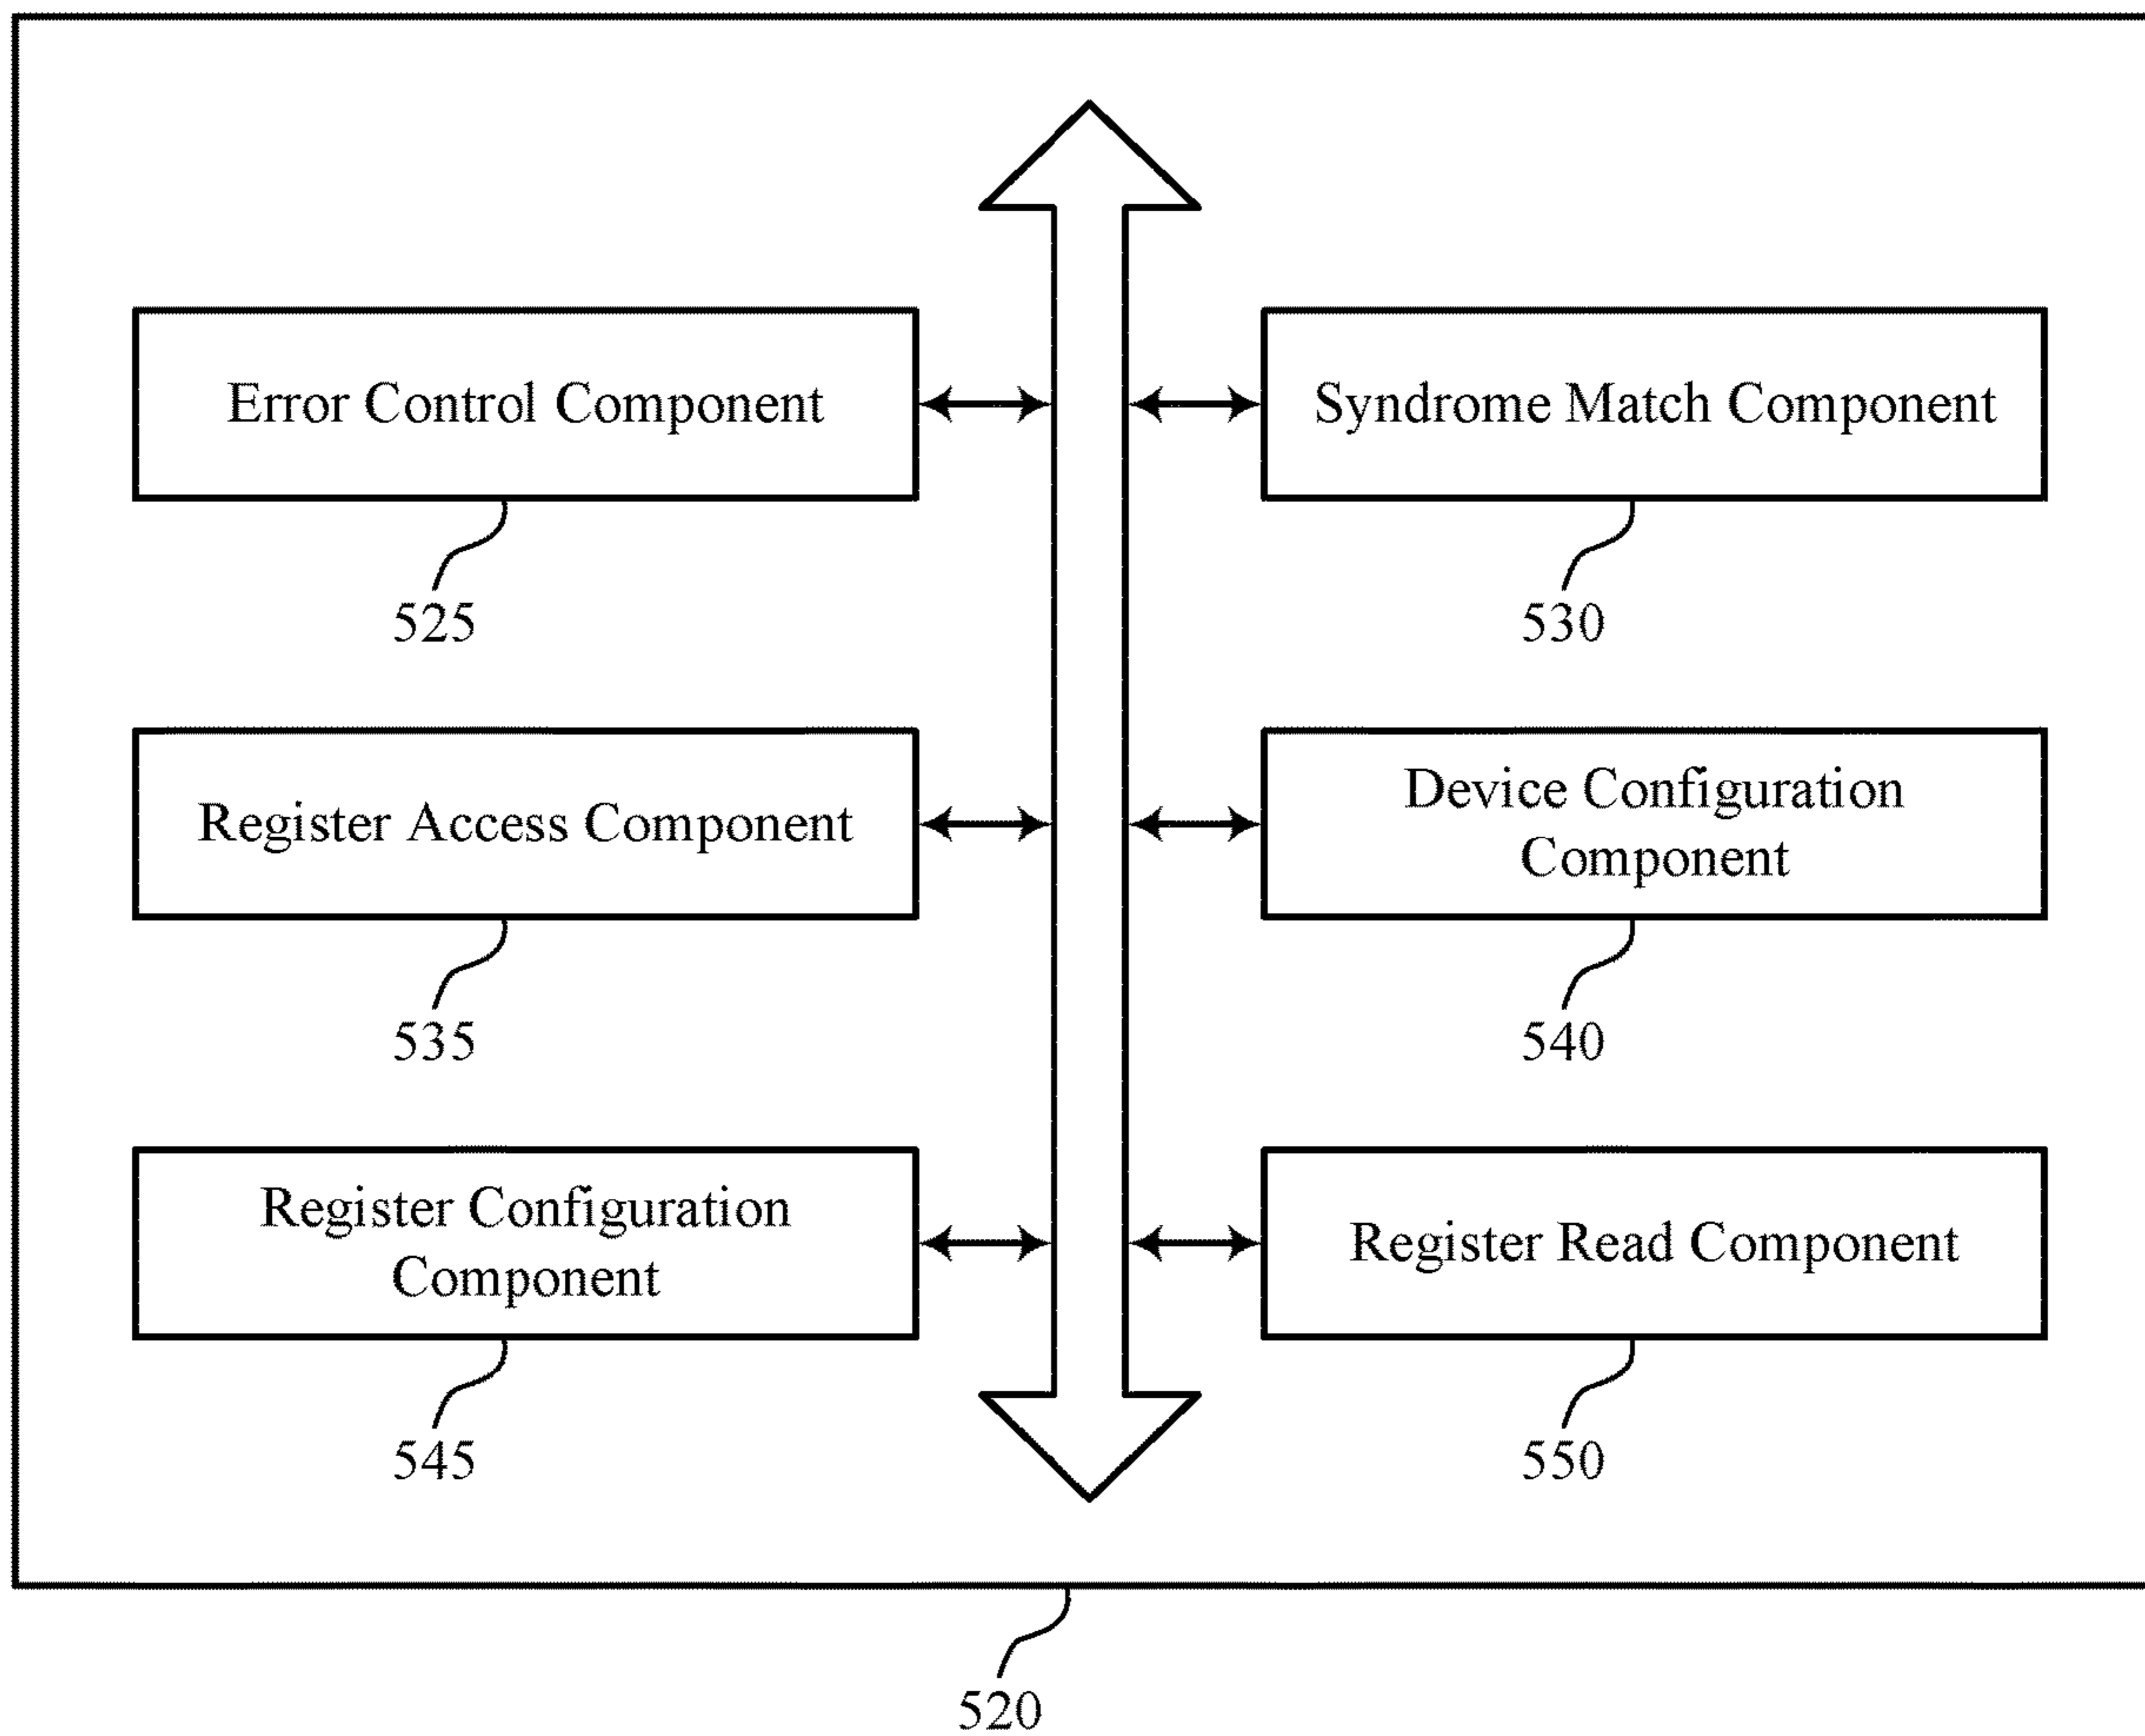 Error Control Component
Syndrome Match Component
525
530
Register Access Component
Device Configuration
Component
535
540
Register Configuration
Component
Register Read Component
545
550
520